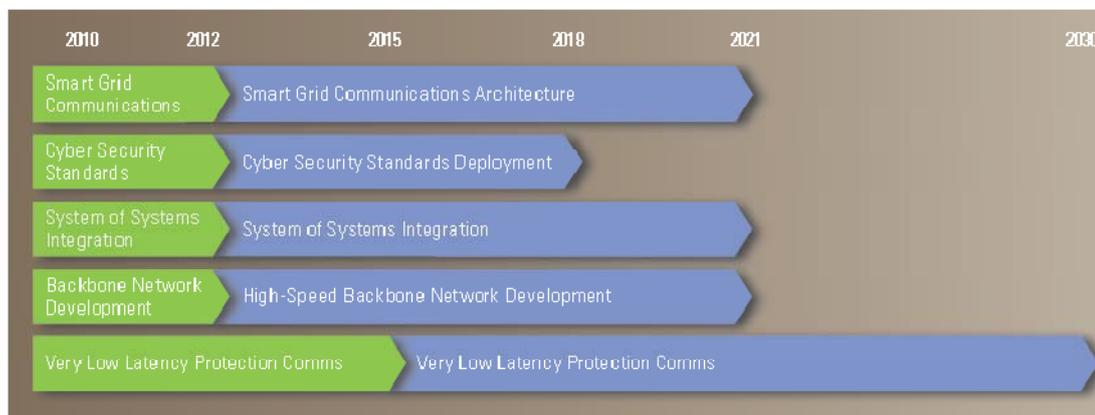 2010 2012 2015 2018 2021 2030
Smart Grid
Communications
Smart Grid Communications Architecture
Cyber Security
Standards
Cyber Security Standards Deployment
System of Systems
Integration
System of Systems Integration
Backbone Network
Development
High-Speed Backbone Network Development
Very Low Latency Protection Comms
Very Low Latency Protection Comms